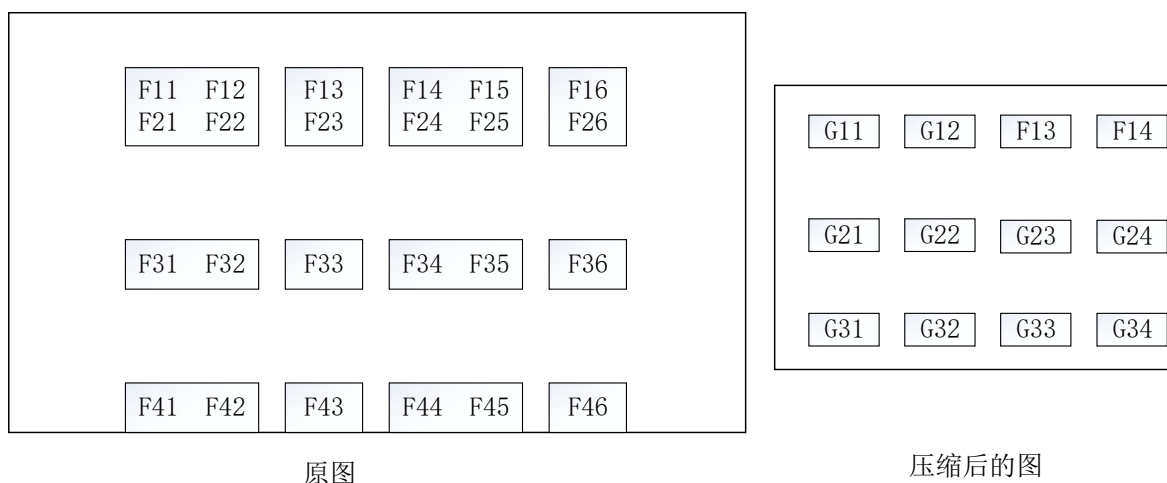 F11 F12 F13 F14 F15 F16
F21 F22 F23 F24 F25 F26
F31 F32 F33 F34 F35 F36
F41 F42 F43 F44 F45 F46
原图
G11 G12 F13 F14
G21 G22 G23 G24
G31 G32 G33 G34
压缩后的图